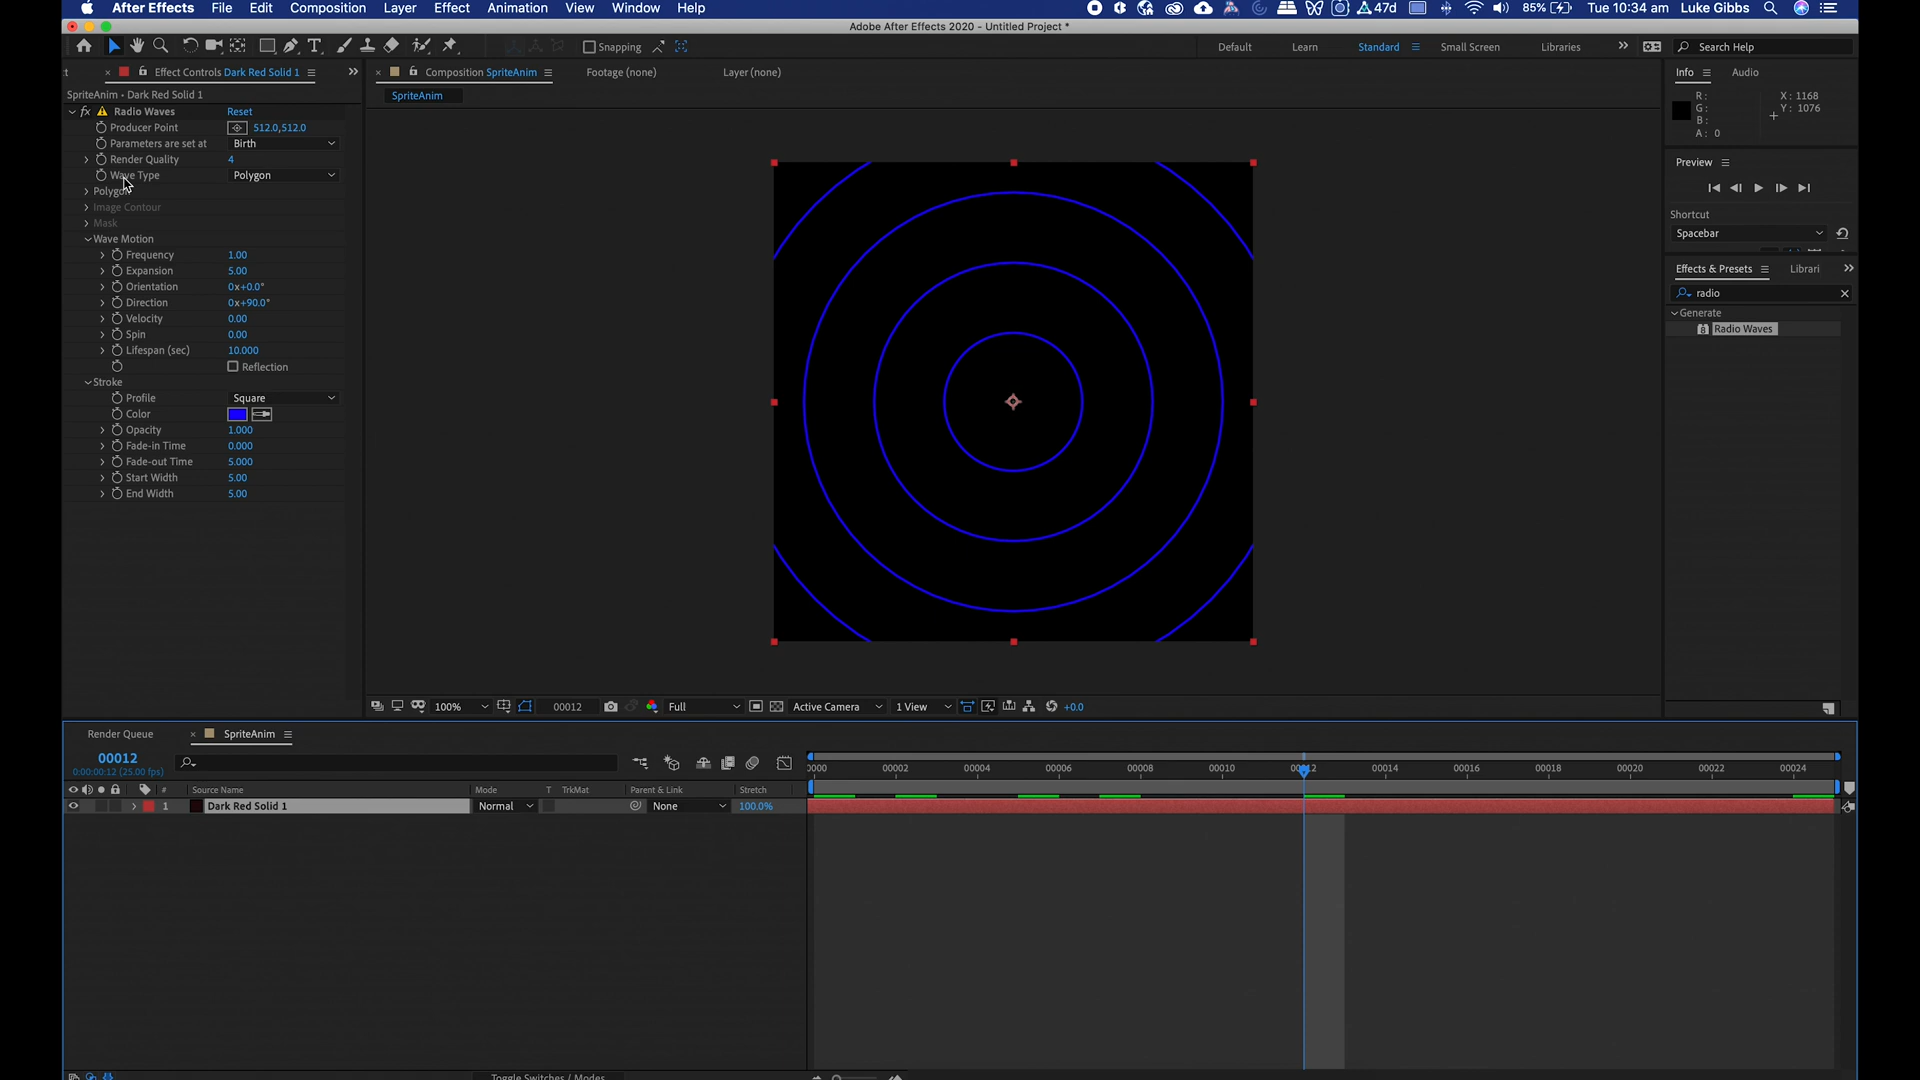 After Effects File Edit Composition Layer Effect Animation View Window Help 47d 85% Tue 10:34 am Luke Gibbs
Adobe After Effects 2020 - Untitled Project *
Snapping Default Learn Standard Small Screen Libraries Search Help
Effect Controls Dark Red Solid 1 Composition SpriteAnim Footage (none) Layer (none) Info Audio
SpriteAnim • Dark Red Solid 1 SpriteAnim
R: X: 1168
G: Y: 1076
B:
A: 0
fx Radio Waves Reset
Producer Point 512.0,512.0
Parameters are set at Birth
Render Quality 4
Wave Type Polygon
Polygon
Image Contour
Mask
Wave Motion
Frequency 1.00
Expansion 5.00
Orientation 0x+0.0°
Direction 0x+90.0°
Velocity 0.00
Spin 0.00
Lifespan (sec) 10.000
Reflection
Stroke
Profile Square
Color
Opacity 1.000
Fade-in Time 0.000
Fade-out Time 5.000
Start Width 5.00
End Width 5.00
Preview
Shortcut
Spacebar
Effects & Presets Librari
radio
Generate
Radio Waves
100% 00012 Full Active Camera 1 View +0.0
Render Queue SpriteAnim
00012
0:00:00:12 (25.00 fps)
0000 00002 00004 00006 00008 00010 00012 00014 00016 00018 00020 00022 00024
# Source Name Mode T TrkMat Parent & Link Stretch
1 Dark Red Solid 1 Normal None 100.0%
Toggle Switches / Modes